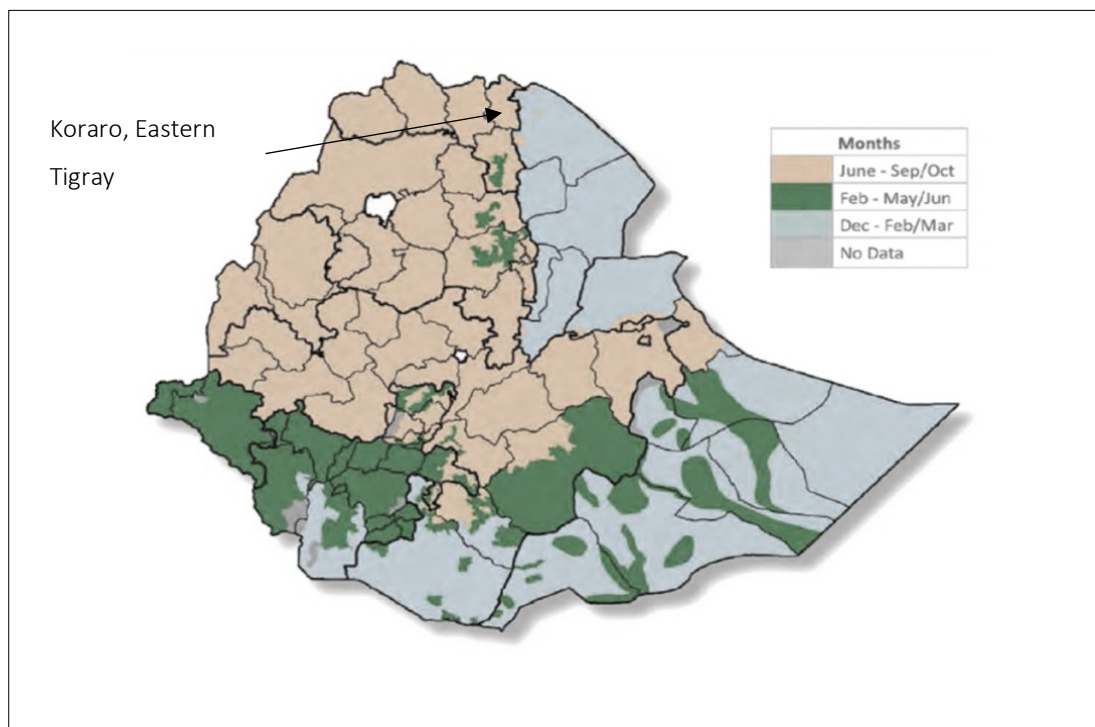 Koraro, Eastern
Tigray
Months
June - Sep/Oct
Feb - May/Jun
Dec - Feb/Mar
No Data